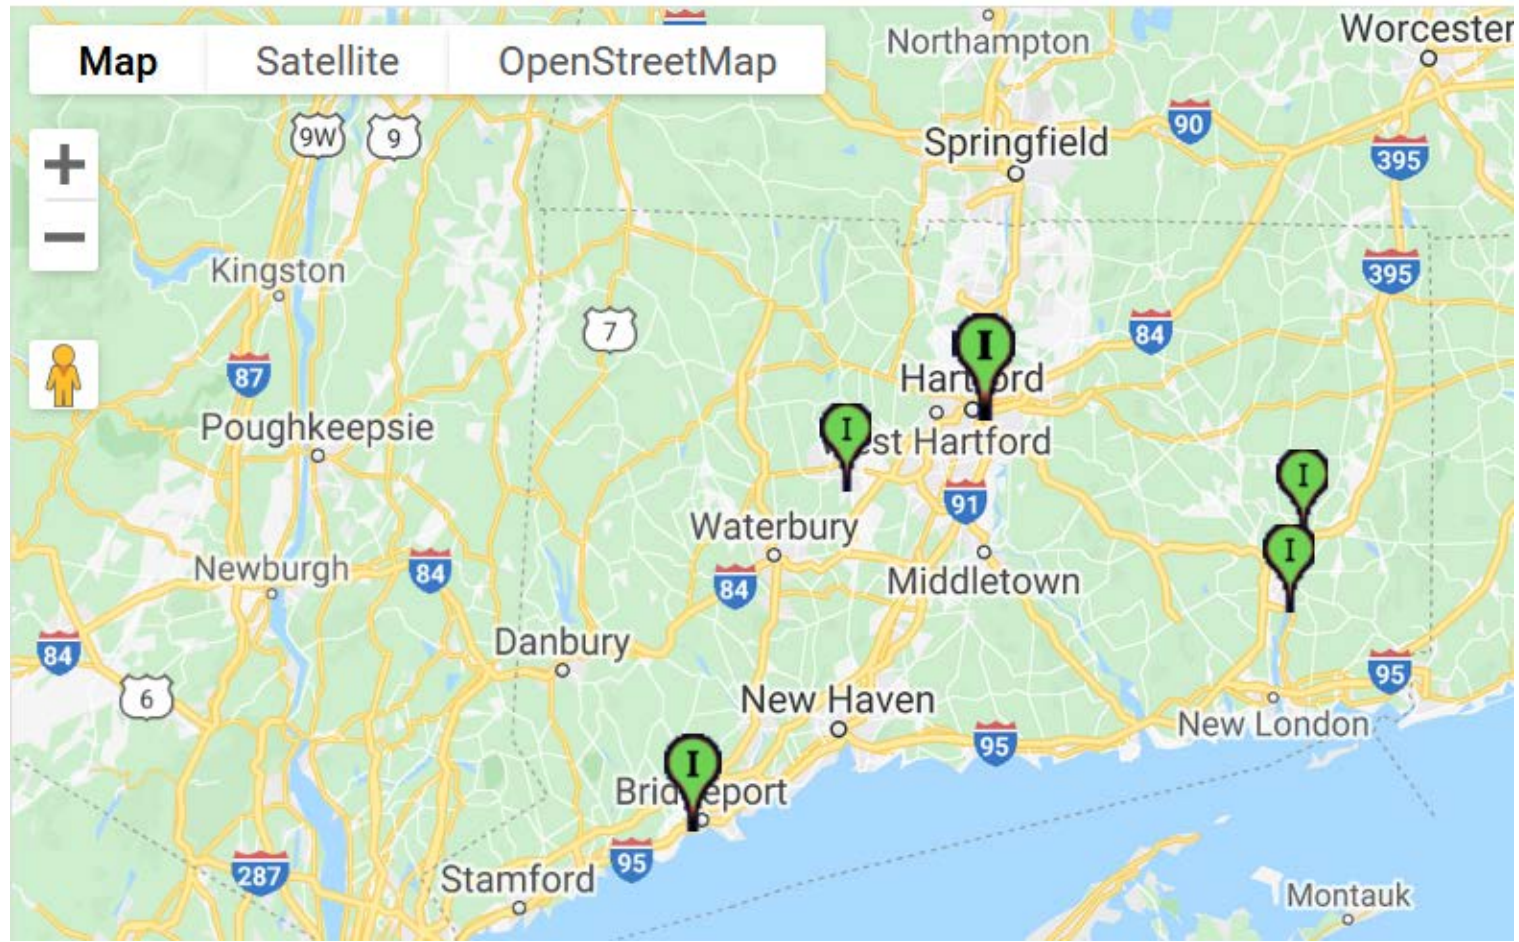 Map Satellite OpenStreetMap
Northampton
Worcester
9W
9
90
Springfield
395
Kingston
395
7
84
I
87
Hartford
Poughkeepsie
I
West Hartford
I
91
Waterbury
I
Newburgh
84
84
Middletown
84
Danbury
6
95
New Haven
New London
95
I
Bridgeport
95
287
Stamford
Montauk